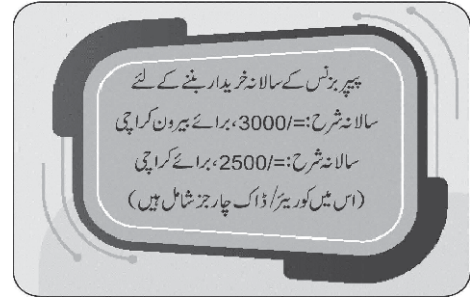 پیپر بزنس کے سالانہ خریدار بننے کے لئے
سالانہ شرح:=/3000، برائے بیرون کراچی
سالانہ شرح:=/2500، برائے کراچی
(اس میں کوریئر/ ڈاک چارجز شامل ہیں)